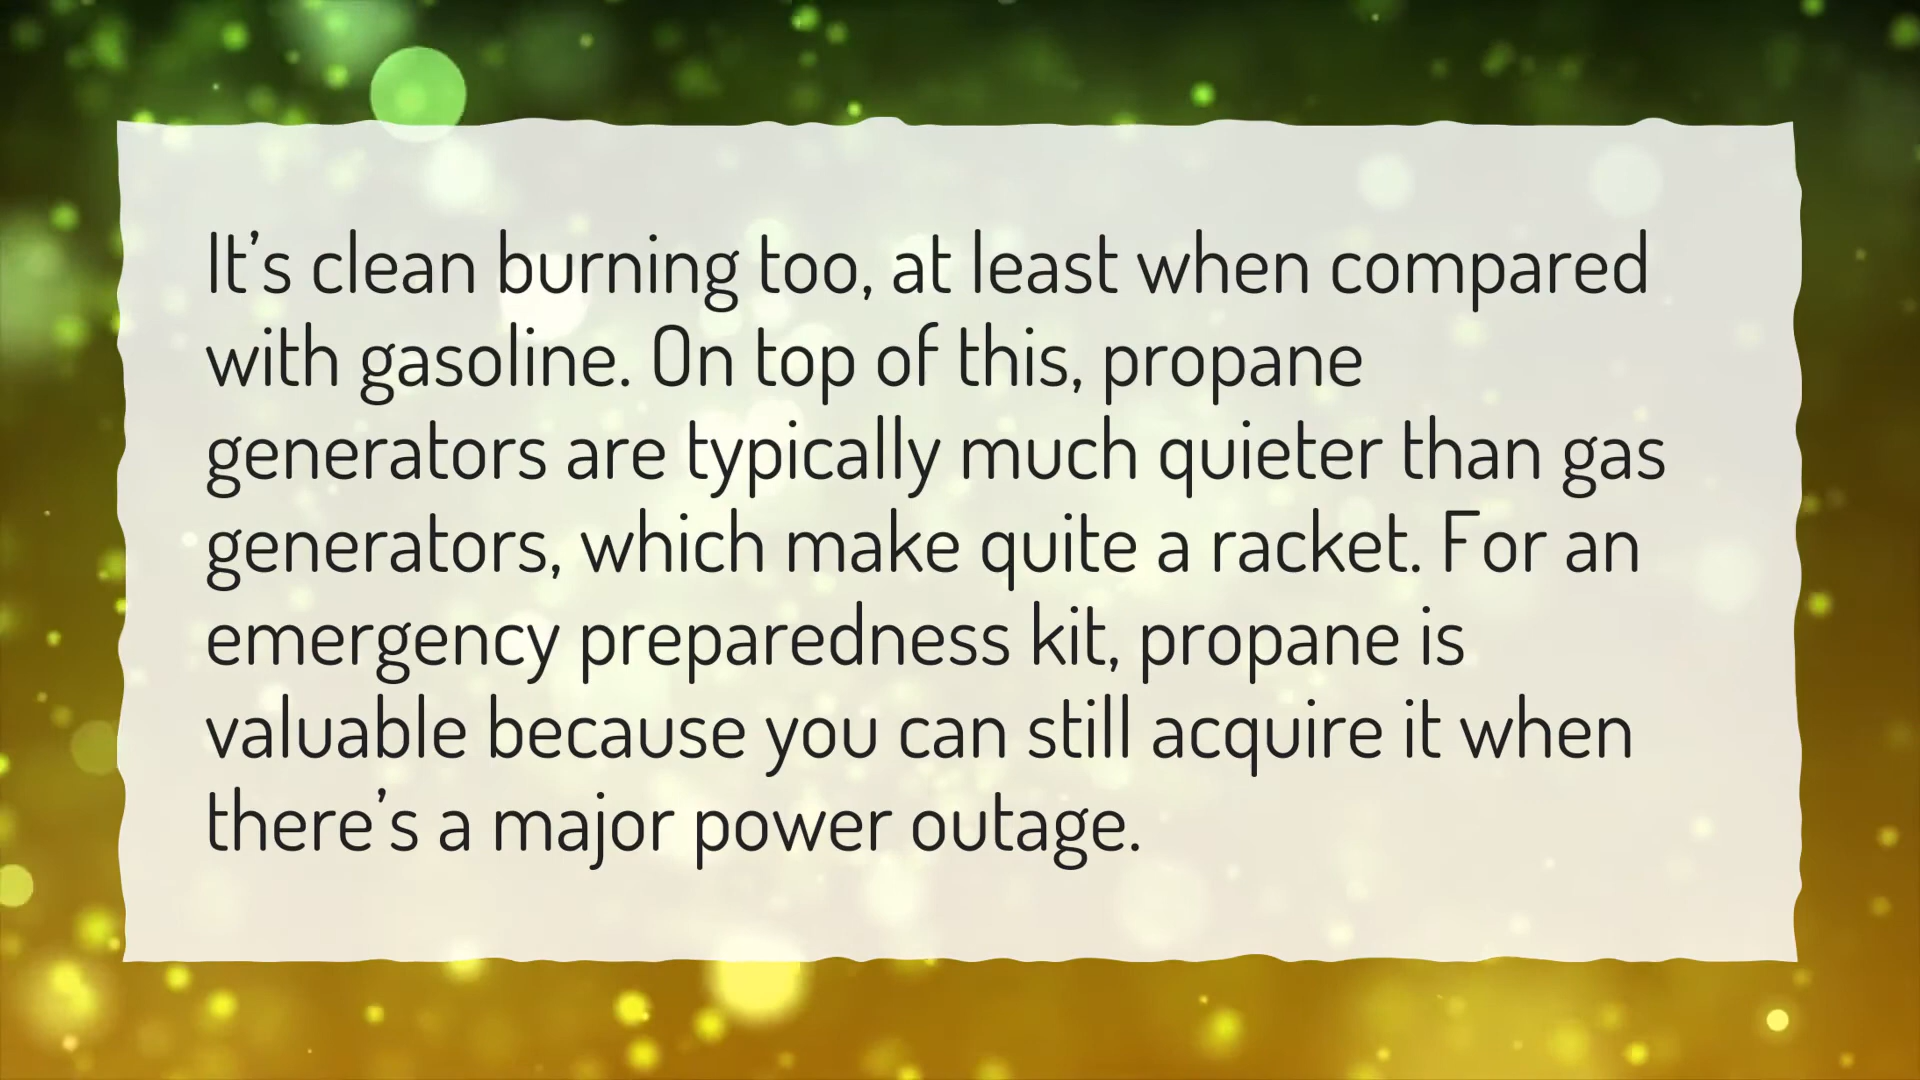 It’s clean burning too, at least when compared
with gasoline. On top of this, propane
generators are typically much quieter than gas
generators, which make quite a racket. For an
emergency preparedness kit, propane is
valuable because you can still acquire it when
there’s a major power outage.